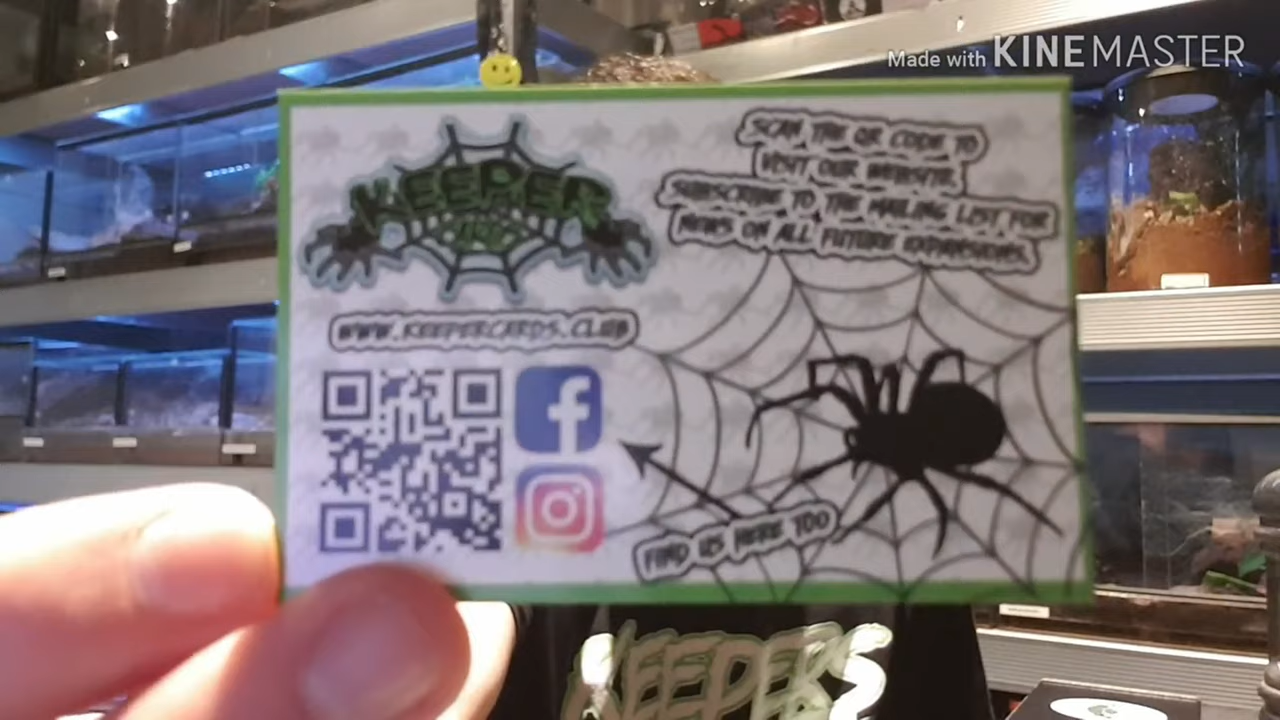 Made with KINEMASTER
KEEPER
SCAN THE QR CODE TO
VISIT OUR WEBSITE.
SUBSCRIBE TO THE MAILING LIST FOR
NEWS ON ALL FUTURE EXPANSIONS.
WWW.KEEPERCARDS.CLUB
FIND US HERE TOO
KEEPERS